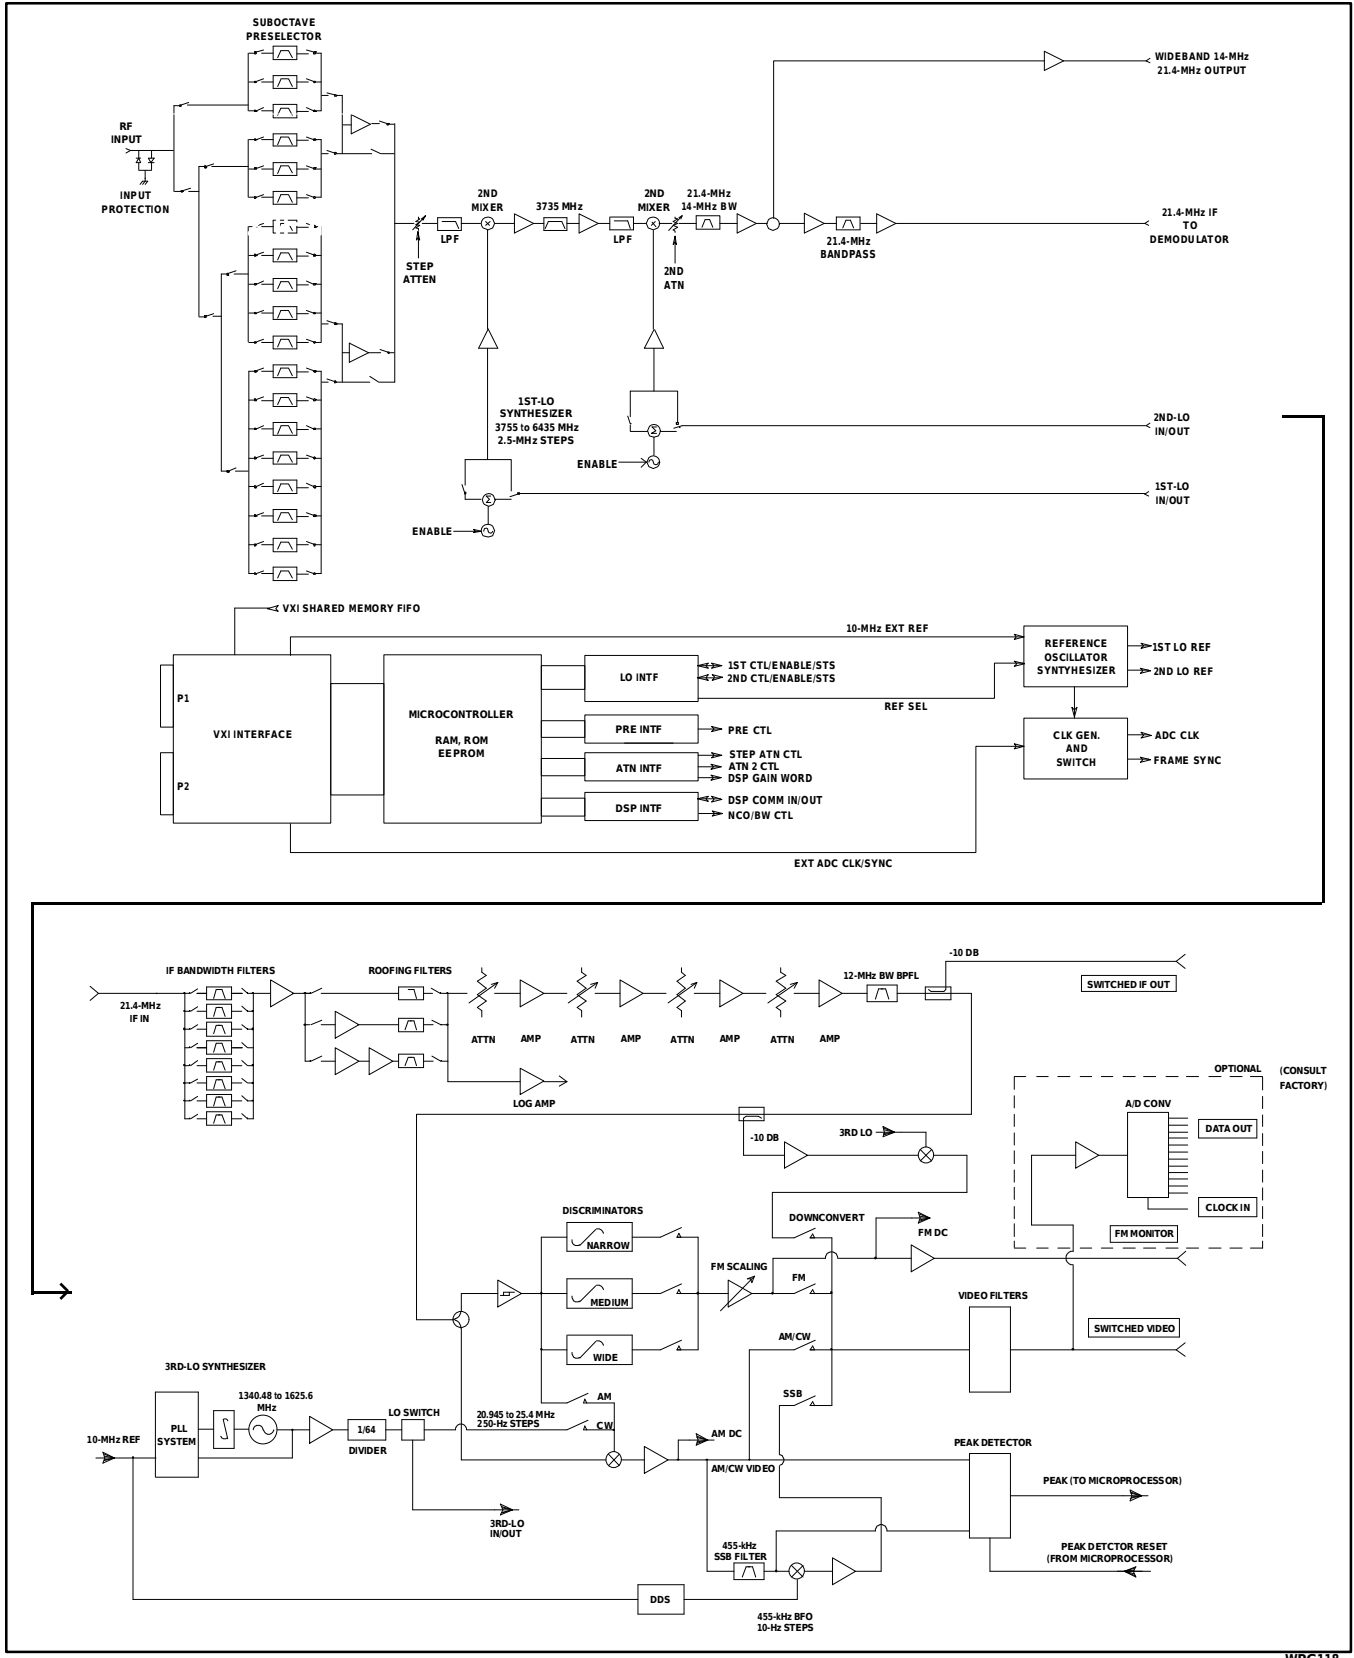 SUBOCTAVE
PRESELECTOR
WIDEBAND 14-MHz
21.4-MHz OUTPUT
RF
INPUT
INPUT
PROTECTION
2ND
MIXER
3735 MHz
2ND
MIXER
21.4-MHz
14-MHz BW
LPF
LPF
STEP
ATTEN
2ND
ATN
21.4-MHz
BANDPASS
21.4-MHz IF
TO
DEMODULATOR
1ST-LO
SYNTHESIZER
3755 to 6435 MHz
2.5-MHz STEPS
2ND-LO
IN/OUT
ENABLE
Σ
1ST-LO
IN/OUT
Σ
ENABLE
VXI SHARED MEMORY FIFO
10-MHz EXT REF
P1
P2
VXI INTERFACE
MICROCONTROLLER
RAM, ROM
EEPROM
LO INTF
1ST CTL/ENABLE/STS
2ND CTL/ENABLE/STS
REF SEL
PRE INTF
PRE CTL
ATN INTF
STEP ATN CTL
ATN 2 CTL
DSP GAIN WORD
DSP INTF
DSP COMM IN/OUT
NCO/BW CTL
REFERENCE
OSCILLATOR
SYNTYHESIZER
1ST LO REF
2ND LO REF
CLK GEN.
AND
SWITCH
ADC CLK
FRAME SYNC
EXT ADC CLK/SYNC
IF BANDWIDTH FILTERS
ROOFING FILTERS
12-MHz BW BPFL
-10 DB
SWITCHED IF OUT
21.4-MHz
IF IN
ATTN
AMP
ATTN
AMP
ATTN
AMP
ATTN
AMP
LOG AMP
OPTIONAL
(CONSULT
FACTORY)
A/D CONV
DATA OUT
CLOCK IN
FM MONITOR
-10 DB
3RD LO
DISCRIMINATORS
NARROW
MEDIUM
WIDE
DOWNCONVERT
FM DC
FM SCALING
FM
VIDEO FILTERS
SWITCHED VIDEO
AM/CW
SSB
3RD-LO SYNTHESIZER
1340.48 to 1625.6
MHz
PLL
SYSTEM
10-MHz REF
1/64
DIVIDER
LO SWITCH
20.945 to 25.4 MHz
250-Hz STEPS
AM
CW
AM DC
AM/CW VIDEO
PEAK DETECTOR
PEAK (TO MICROPROCESSOR)
3RD-LO
IN/OUT
455-kHz
SSB FILTER
PEAK DETCTOR RESET
(FROM MICROPROCESSOR)
DDS
455-kHz BFO
10-Hz STEPS